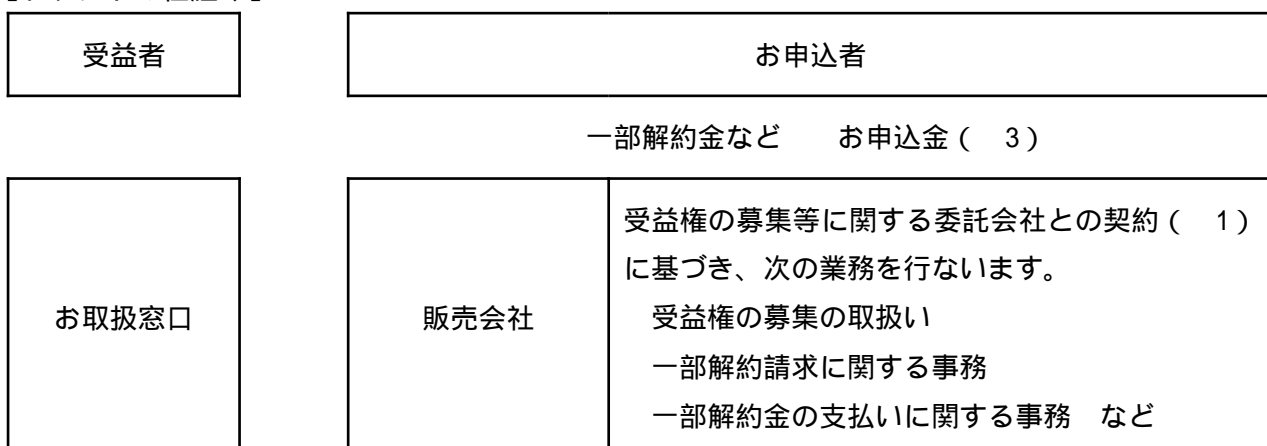 受益者
お申込者
一部解約金など　　お申込金（　3）
お取扱窓口
販売会社
受益権の募集等に関する委託会社との契約（　1）
に基づき、次の業務を行ないます。
受益権の募集の取扱い
一部解約請求に関する事務
一部解約金の支払いに関する事務　など